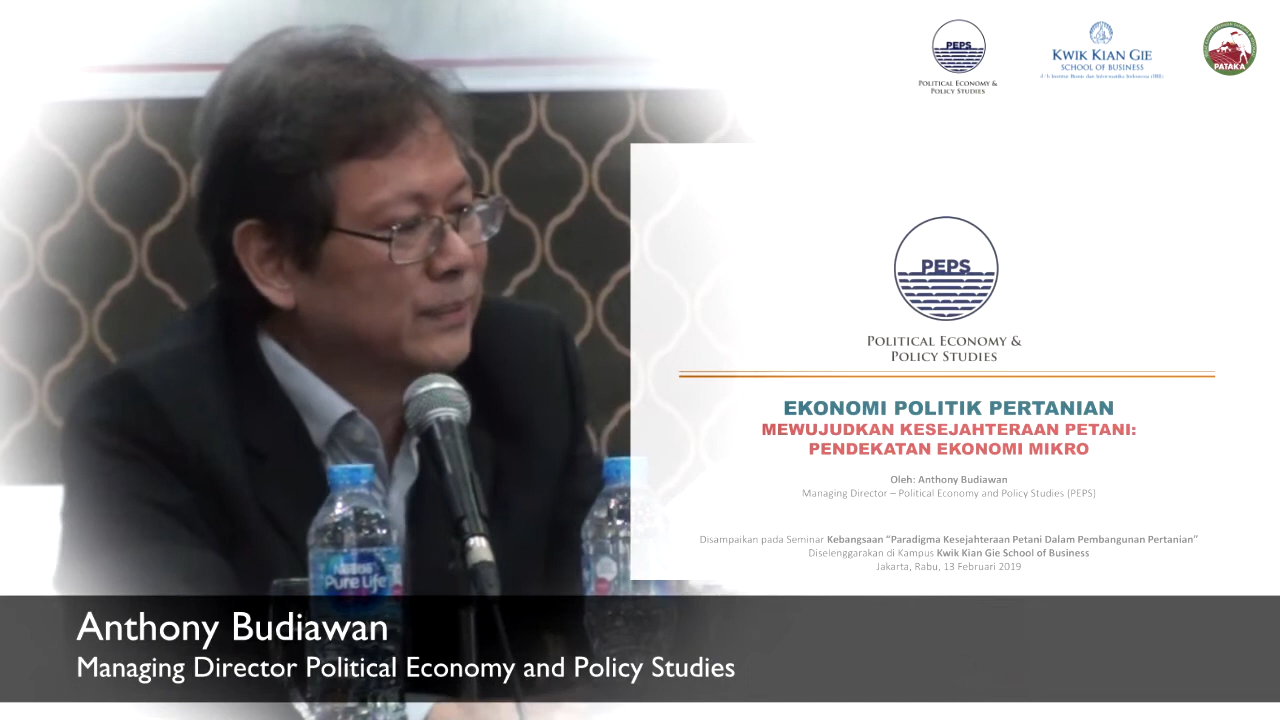 PEPS
POLITICAL ECONOMY &
POLICY STUDIES
KWIK KIAN GIE
SCHOOL OF BUSINESS
PATAKA
PEPS
POLITICAL ECONOMY &
POLICY STUDIES
EKONOMI POLITIK PERTANIAN
MEWUJUDKAN KESEJAHTERAAN PETANI:
PENDEKATAN EKONOMI MIKRO
Oleh: Anthony Budiawan
Managing Director – Political Economy and Policy Studies (PEPS)
Disampaikan pada Seminar Kebangsaan “Paradigma Kesejahteraan Petani Dalam Pembangunan Pertanian”
Diselenggarakan di Kampus Kwik Kian Gie School of Business
Jakarta, Rabu, 13 Februari 2019
Nestlé
Pure Life
Anthony Budiawan
Managing Director Political Economy and Policy Studies